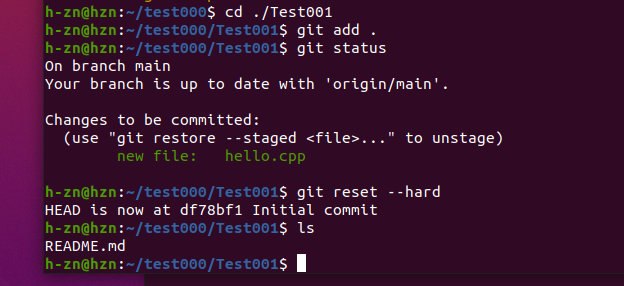 h-zn@hzn:~/test000$ cd ./Test001
h-zn@hzn:~/test000/Test001$ git add .
h-zn@hzn:~/test000/Test001$ git status
On branch main
Your branch is up to date with 'origin/main'.
Changes to be committed:
  (use "git restore --staged <file>..." to unstage)
        new file:   hello.cpp
h-zn@hzn:~/test000/Test001$ git reset --hard
HEAD is now at df78bf1 Initial commit
h-zn@hzn:~/test000/Test001$ ls
README.md
h-zn@hzn:~/test000/Test001$